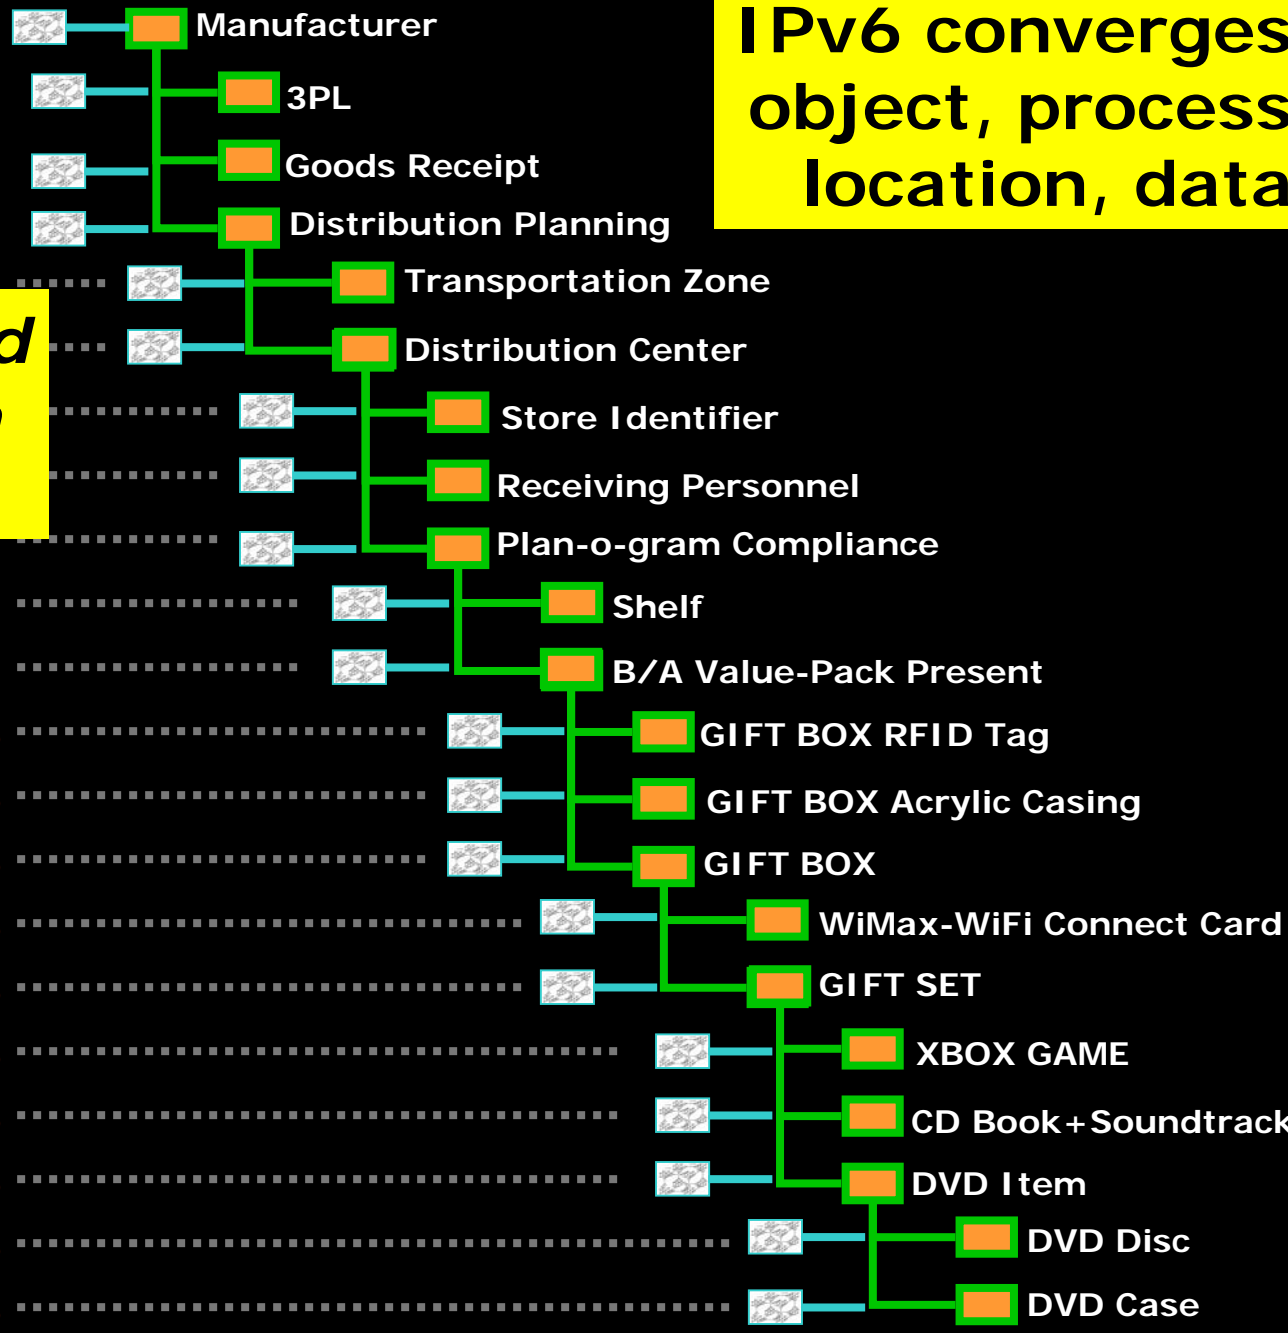 Manufacturer
IPv6 converges
object, process
location, data
3PL
Goods Receipt
Distribution Planning
Transportation Zone
Distribution Center
Store Identifier
Receiving Personnel
Plan-o-gram Compliance
Shelf
B/A Value-Pack Present
GIFT BOX RFID Tag
GIFT BOX Acrylic Casing
GIFT BOX
WiMax-WiFi Connect Card
GIFT SET
XBOX GAME
CD Book+Soundtrack
DVD Item
DVD Disc
DVD Case